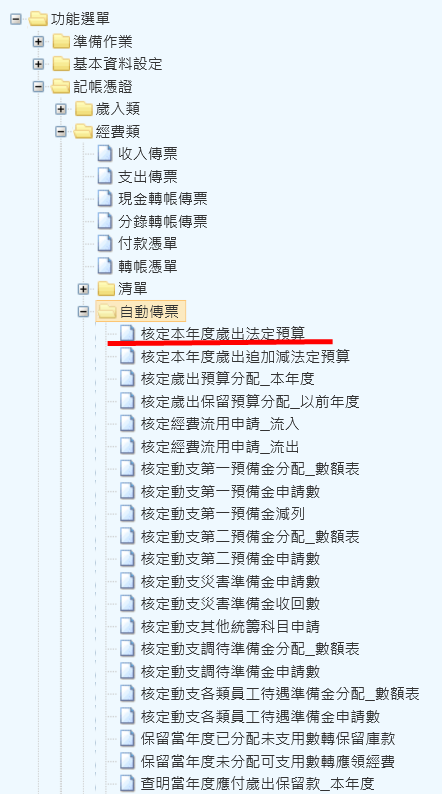 功能選單
準備作業
基本資料設定
記帳憑證
歲入類
經費類
收入傳票
支出傳票
現金轉帳傳票
分錄轉帳傳票
付款憑單
轉帳憑單
清單
自動傳票
核定本年度歲出法定預算
核定本年度歲出追加減法定預算
核定歲出預算分配_本年度
核定歲出保留預算分配_以前年度
核定經費流用申請_流入
核定經費流用申請_流出
核定動支第一預備金分配_數額表
核定動支第一預備金申請數
核定動支第一預備金減列
核定動支第二預備金分配_數額表
核定動支第二預備金申請數
核定動支災害準備金申請數
核定動支災害準備金收回數
核定動支其他統籌科目申請
核定動支調待準備金分配_數額表
核定動支調待準備金申請數
核定動支各類員工待遇準備金分配_數額表
核定動支各類員工待遇準備金申請數
保留當年度已分配未支用數轉保留庫款
保留當年度未分配可支用數轉應領經費
查明當年度應付歲出保留款_本年度